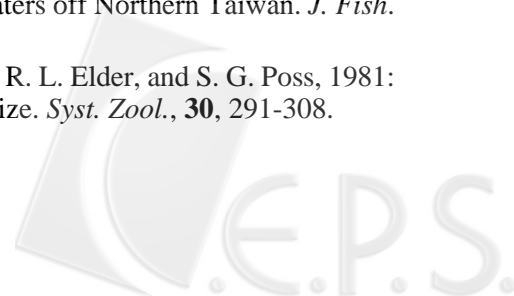 aters off Northern Taiwan. J. Fish.
R. L. Elder, and S. G. Poss, 1981:
ize. Syst. Zool., 30, 291-308.
C.E.P.S.